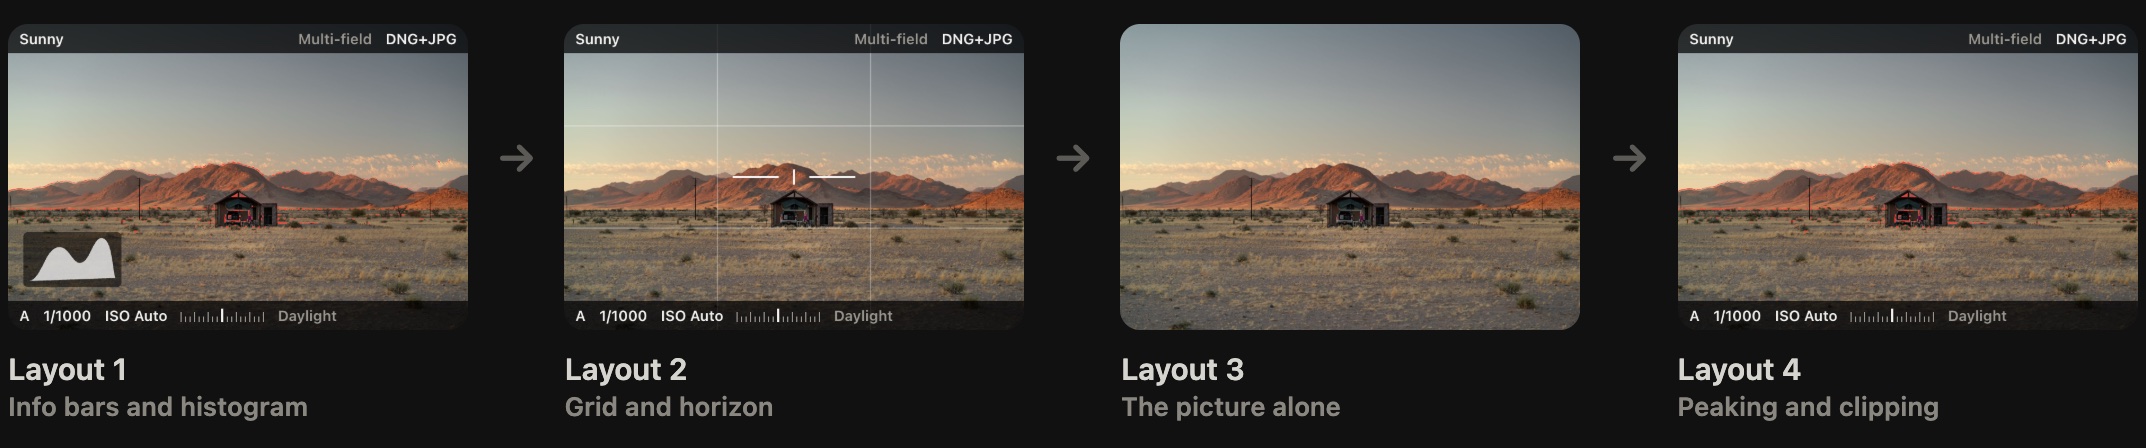 Sunny Multi-field DNG+JPG
A 1/1000 ISO Auto Daylight
Layout 1
Info bars and histogram
Sunny Multi-field DNG+JPG
A 1/1000 ISO Auto Daylight
Layout 2
Grid and horizon
Layout 3
The picture alone
Sunny Multi-field DNG+JPG
A 1/1000 ISO Auto Daylight
Layout 4
Peaking and clipping